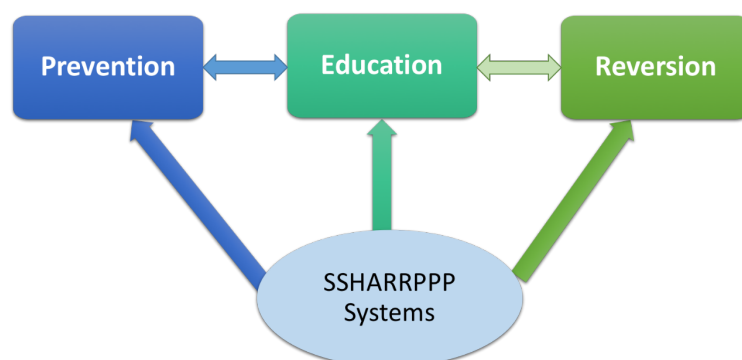 Prevention
Education
Reversion
SSHARRPPP
Systems